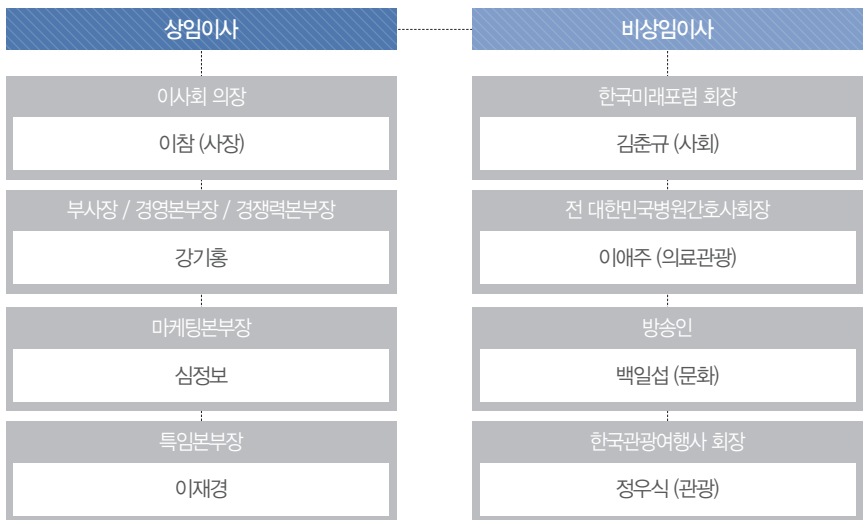 상임이사
이사회 의장
이참 (사장)
부사장 / 경영본부장 / 경쟁력본부장
강기홍
마케팅본부장
심정보
특임본부장
이재경
비상임이사
한국미래포럼 회장
김춘규 (사회)
전 대한민국병원간호사회장
이애주 (의료관광)
방송인
백일섭 (문화)
한국관광여행사 회장
정우식 (관광)